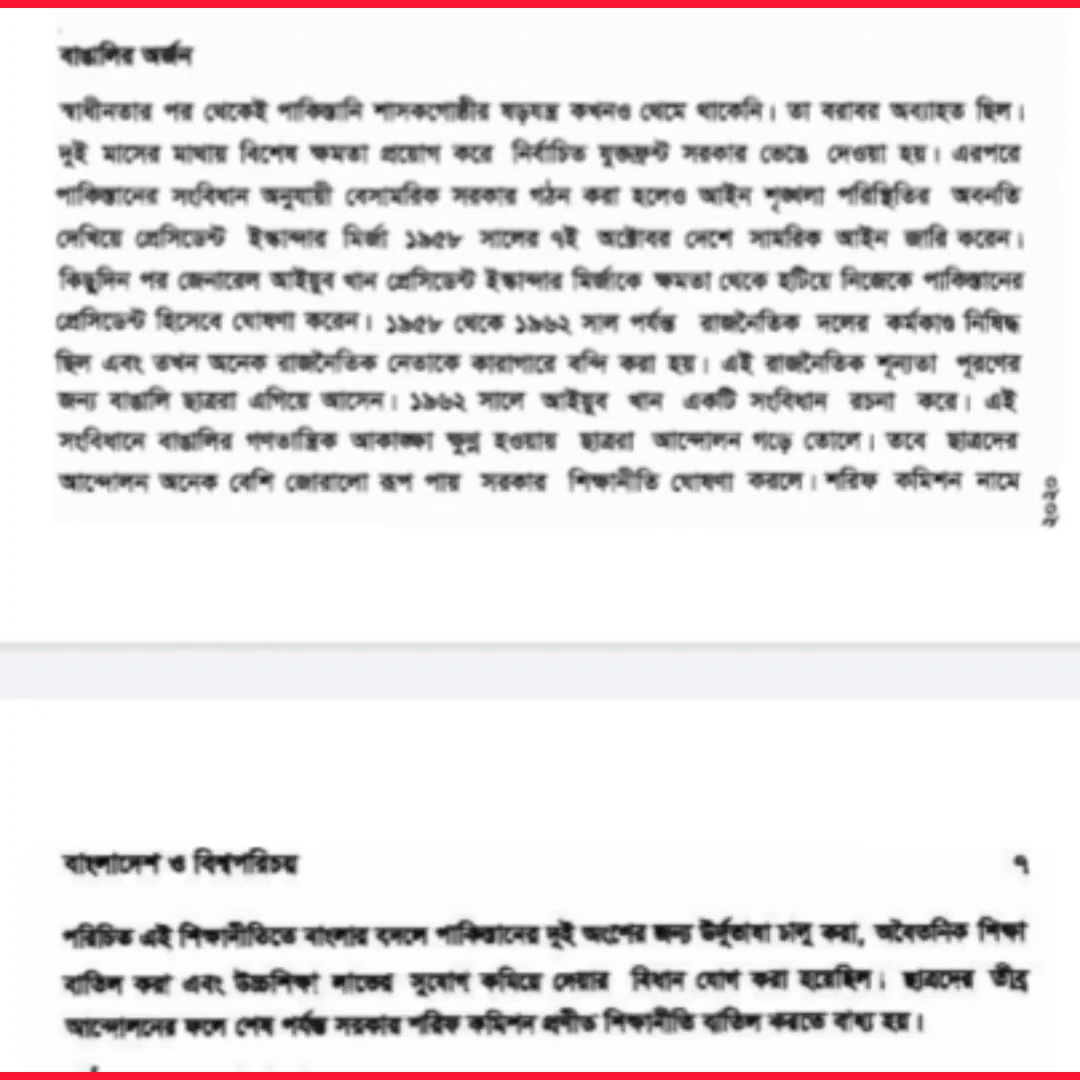 বাঙালির অর্জন
স্বাধীনতার পর থেকেই পাকিস্তানি শাসকগোষ্ঠীর ষড়যন্ত্র কখনও থেমে থাকেনি। তা বরাবর অব্যাহত ছিল।
দুই মাসের মাথায় বিশেষ ক্ষমতা প্রয়োগ করে নির্বাচিত যুক্তফ্রন্ট সরকার ভেঙে দেওয়া হয়। এরপরে
পাকিস্তানের সংবিধান অনুযায়ী বেসামরিক সরকার গঠন করা হলেও আইন শৃঙ্খলা পরিস্থিতির অবনতি
দেখিয়ে প্রেসিডেন্ট ইস্কান্দার মির্জা ১৯৫৮ সালের ৭ই অক্টোবর দেশে সামরিক আইন জারি করেন।
কিছুদিন পর জেনারেল আইয়ুব খান প্রেসিডেন্ট ইস্কান্দার মির্জাকে ক্ষমতা থেকে হটিয়ে নিজেকে পাকিস্তানের
প্রেসিডেন্ট হিসেবে ঘোষণা করেন। ১৯৫৮ থেকে ১৯৬২ সাল পর্যন্ত রাজনৈতিক দলের কর্মকাণ্ড নিষিদ্ধ
ছিল এবং তখন অনেক রাজনৈতিক নেতাকে কারাগারে বন্দি করা হয়। এই রাজনৈতিক শূন্যতা পূরণের
জন্য বাঙালি ছাত্ররা এগিয়ে আসেন। ১৯৬২ সালে আইয়ুব খান একটি সংবিধান রচনা করে। এই
সংবিধানে বাঙালির গণতান্ত্রিক আকাঙ্ক্ষা ক্ষুণ্ণ হওয়ায় ছাত্ররা আন্দোলন গড়ে তোলে। তবে ছাত্রদের
আন্দোলন অনেক বেশি জোরালো রূপ পায় সরকার শিক্ষানীতি ঘোষণা করলে। শরিফ কমিশন নামে
২০২০
বাংলাদেশ ও বিশ্বপরিচয় ৭
পরিচিত এই শিক্ষানীতিতে বাংলার বদলে পাকিস্তানের দুই অংশের জন্য উর্দূভাষা চালু করা, অবৈতনিক শিক্ষা
বাতিল করা এবং উচ্চশিক্ষা লাভের সুযোগ কমিয়ে দেয়ার বিধান যোগ করা হয়েছিল। ছাত্রদের তীব্র
আন্দোলনের ফলে শেষ পর্যন্ত সরকার শরিফ কমিশন প্রণীত শিক্ষানীতি বাতিল করতে বাধ্য হয়।